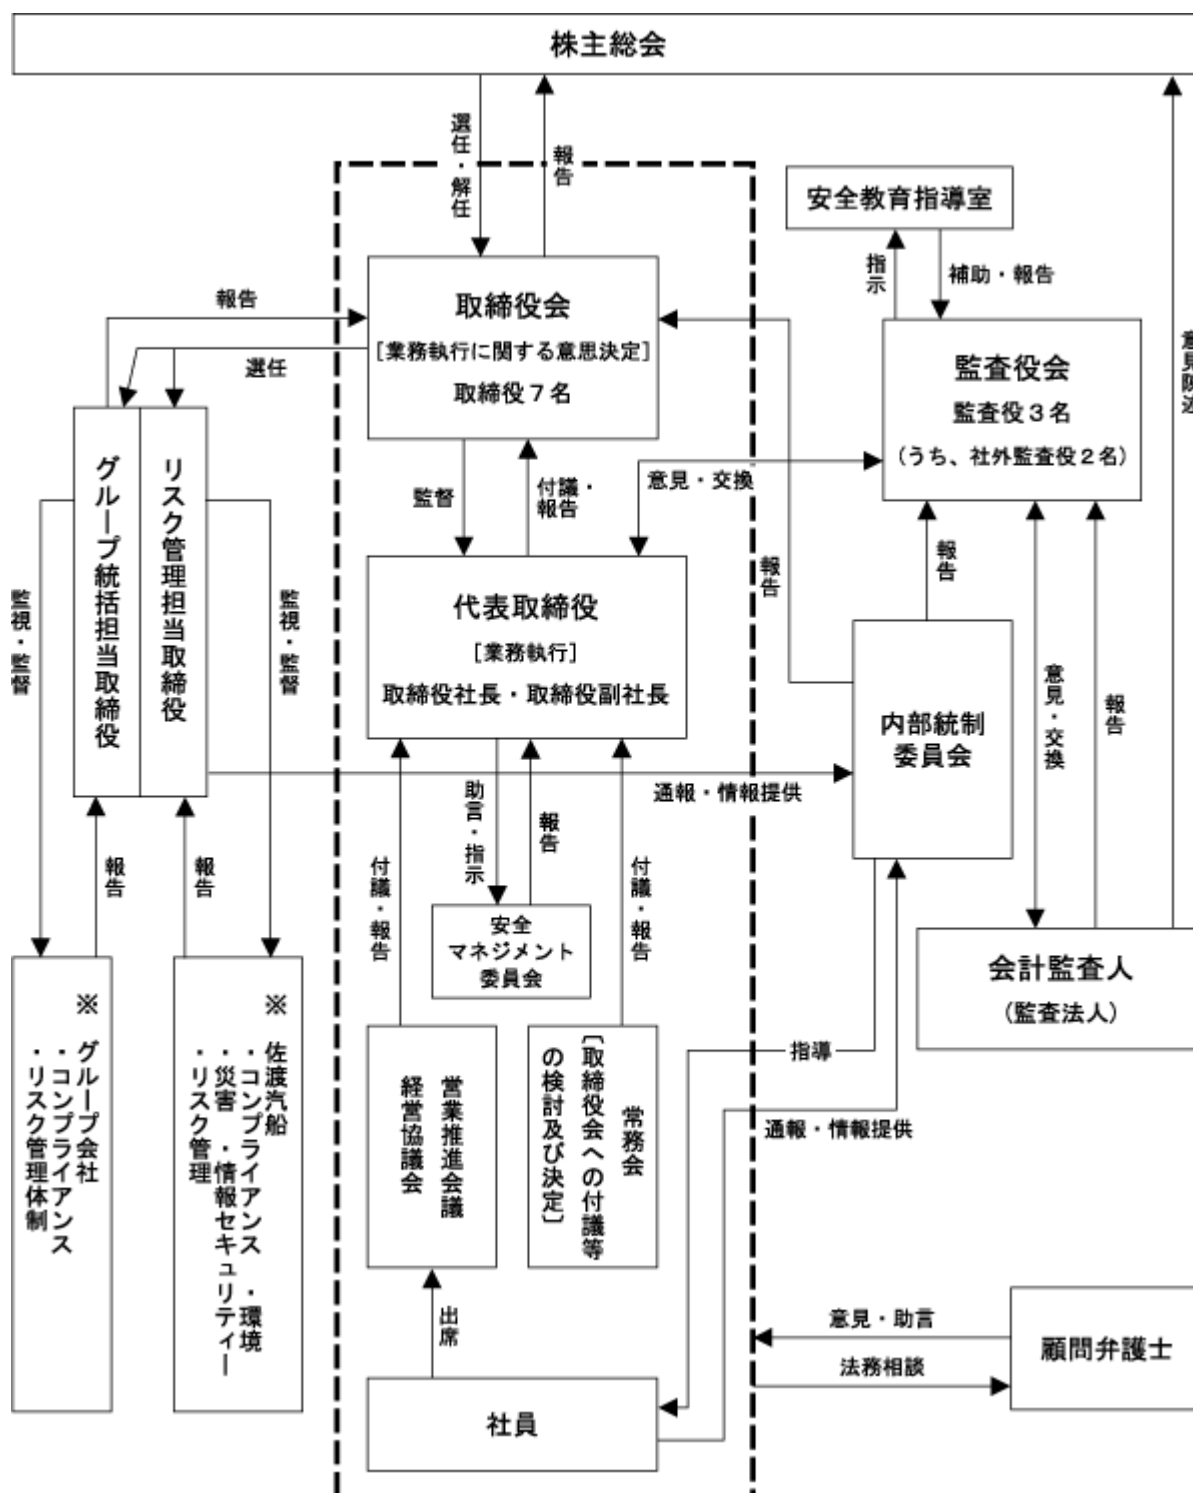 株主総会
選任・解任
報告
安全教育指導室
指示
補助・報告
意見陳述
報告
選任
取締役会
［業務執行に関する意思決定］
取締役７名
監査役会
監査役３名
（うち、社外監査役２名）
監督
付議・
報告
意見・交換
報告
報告
グループ統括担当取締役
リスク管理担当取締役
監視・監督
監視・監督
代表取締役
［業務執行］
取締役社長・取締役副社長
内部統制
委員会
意見・交換
報告
通報・情報提供
報告
報告
付議・報告
助言・指示
報告
付議・報告
安全
マネジメント
委員会
会計監査人
（監査法人）
※ グループ会社
・コンプライアンス
・リスク管理体制
※ 佐渡汽船
・コンプライアンス ・環境
・災害 ・情報セキュリティー
・リスク管理
営業推進会議
経営協議会
常務会
〔取締役会への付議等
の検討及び決定〕
指導
通報・情報提供
出席
社員
意見・助言
法務相談
顧問弁護士